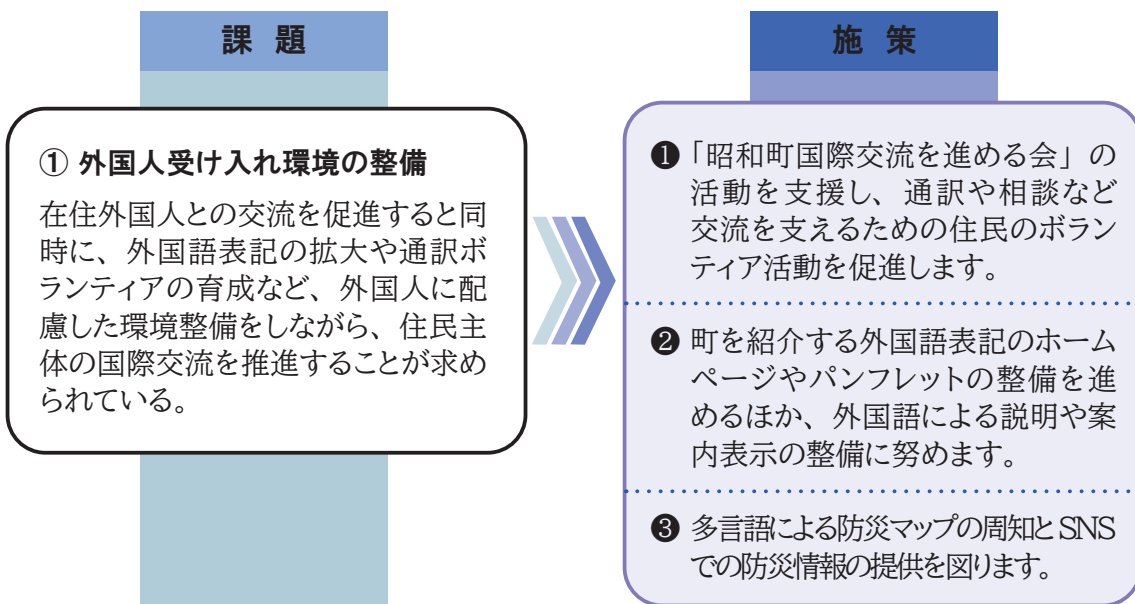 課題
① 外国人受け入れ環境の整備
在住外国人との交流を促進すると同
時に、外国語表記の拡大や通訳ボ
ランティアの育成など、外国人に配
慮した環境整備をしながら、住民主
体の国際交流を推進することが求め
られている。
施策
❶「昭和町国際交流を進める会」の
活動を支援し、通訳や相談など
交流を支えるための住民のボラン
ティア活動を促進します。
❷ 町を紹介する外国語表記のホーム
ページやパンフレットの整備を進
めるほか、外国語による説明や案
内表示の整備に努めます。
❸ 多言語による防災マップの周知とSNS
での防災情報の提供を図ります。